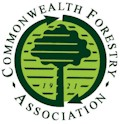 COMMONWEALTH FORESTRY
ASSOCIATION
1921